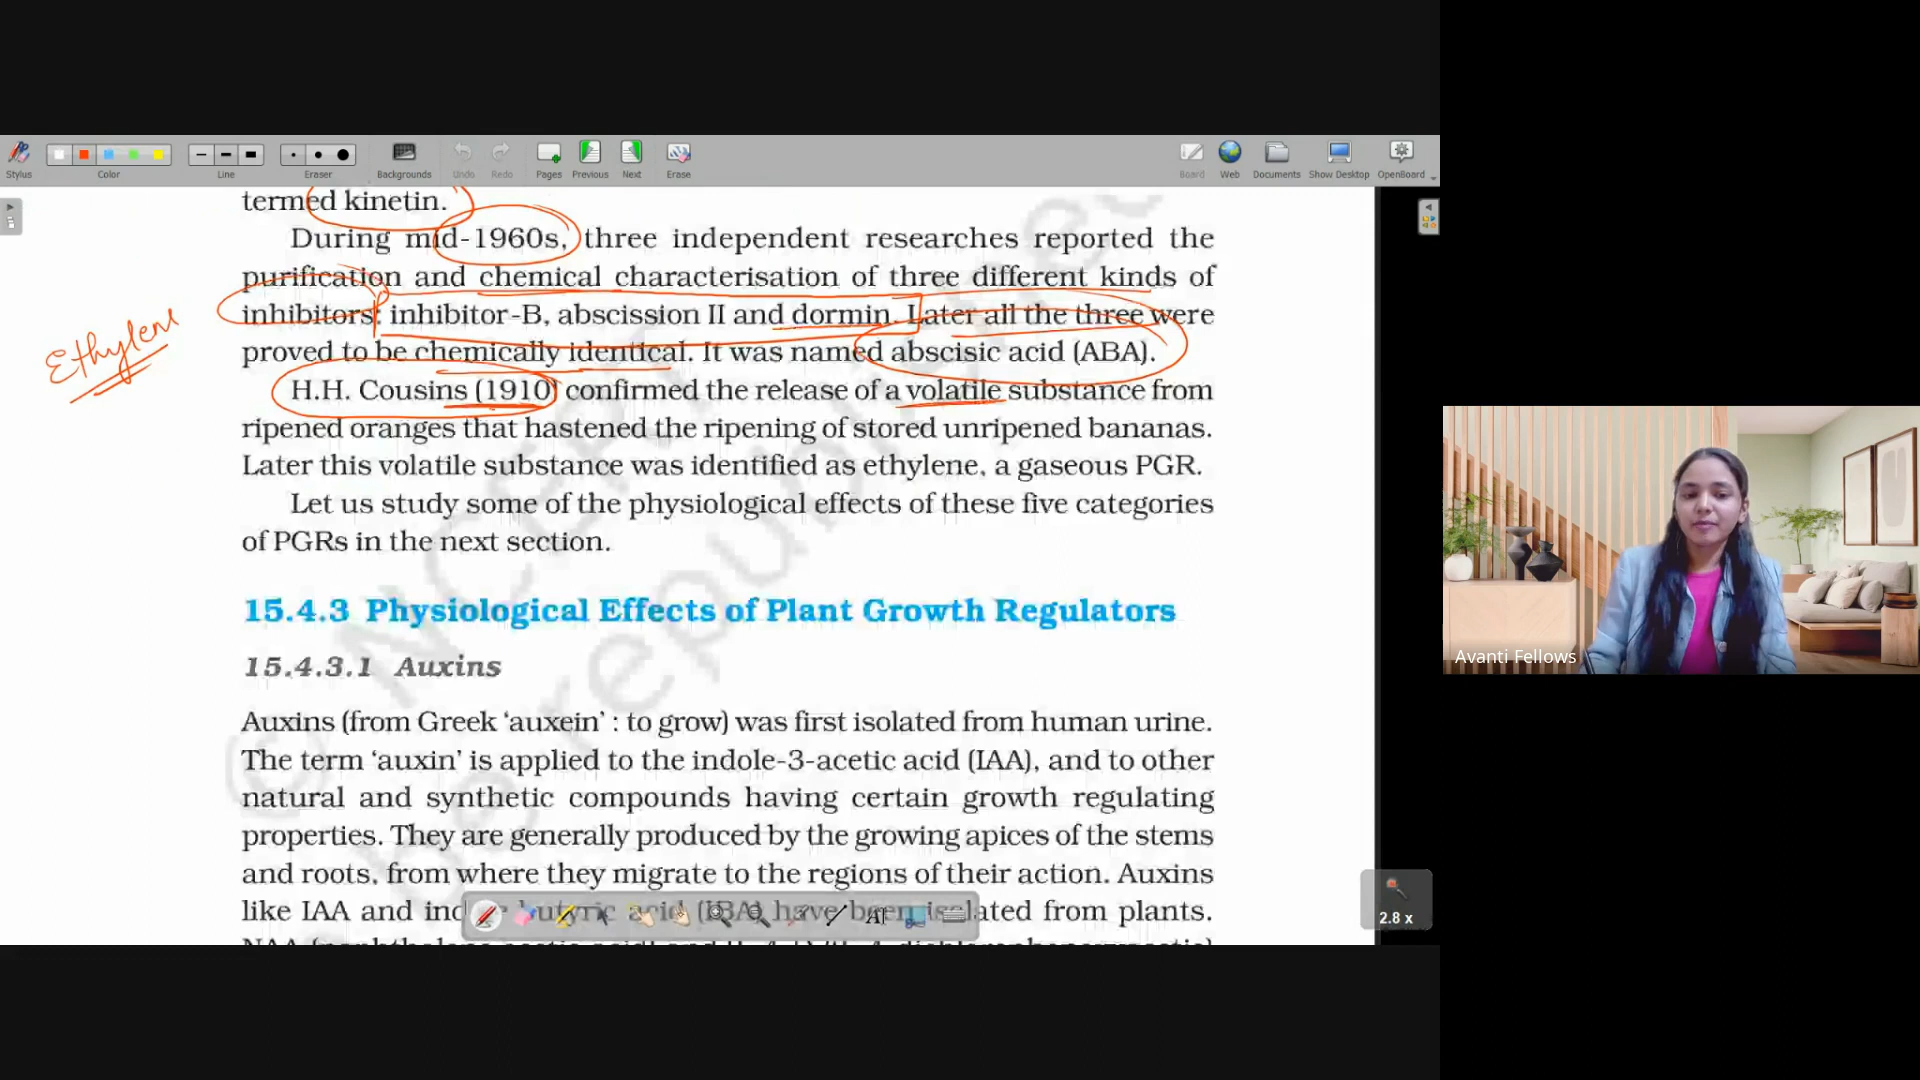 Stylus
Color
Line
Eraser
Backgrounds
Undo
Redo
Pages
Previous
Next
Erase
Board
Web
Documents
Show Desktop
OpenBoard
termed kinetin.
During mid-1960s, three independent researches reported the
purification and chemical characterisation of three different kinds of
inhibitors: inhibitor-B, abscission II and dormin. Later all the three were
proved to be chemically identical. It was named abscisic acid (ABA).
Ethylene
H.H. Cousins (1910) confirmed the release of a volatile substance from
ripened oranges that hastened the ripening of stored unripened bananas.
Later this volatile substance was identified as ethylene, a gaseous PGR.
Let us study some of the physiological effects of these five categories
of PGRs in the next section.
15.4.3 Physiological Effects of Plant Growth Regulators
15.4.3.1 Auxins
Auxins (from Greek ‘auxein’ : to grow) was first isolated from human urine.
The term ‘auxin’ is applied to the indole-3-acetic acid (IAA), and to other
natural and synthetic compounds having certain growth regulating
properties. They are generally produced by the growing apices of the stems
and roots, from where they migrate to the regions of their action. Auxins
like IAA and butyric acid (IBA) have been isolated from plants.
2.8 x
Avanti Fellows
© NCERT
be republished